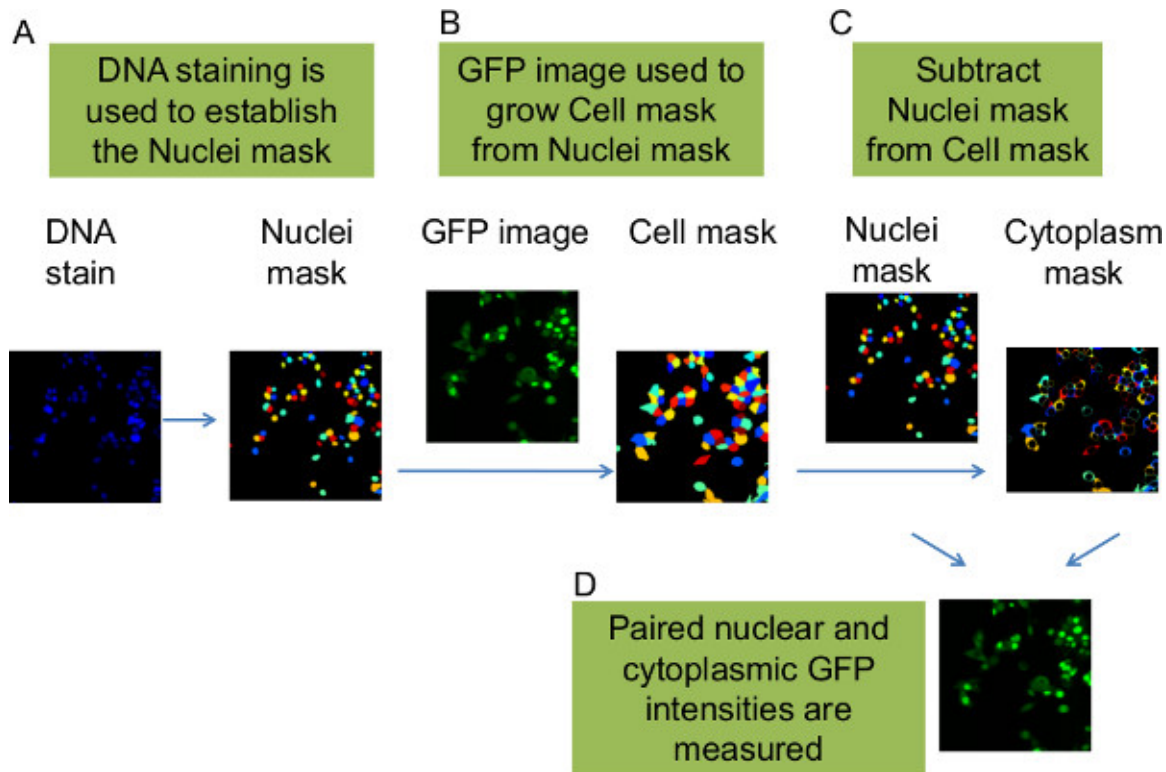 A
DNA staining is
used to establish
the Nuclei mask
B
GFP image used to
grow Cell mask
from Nuclei mask
C
Subtract
Nuclei mask
from Cell mask
DNA
stain
Nuclei
mask
GFP image
Cell mask
Nuclei
mask
Cytoplasm
mask
D
Paired nuclear and
cytoplasmic GFP
intensities are
measured